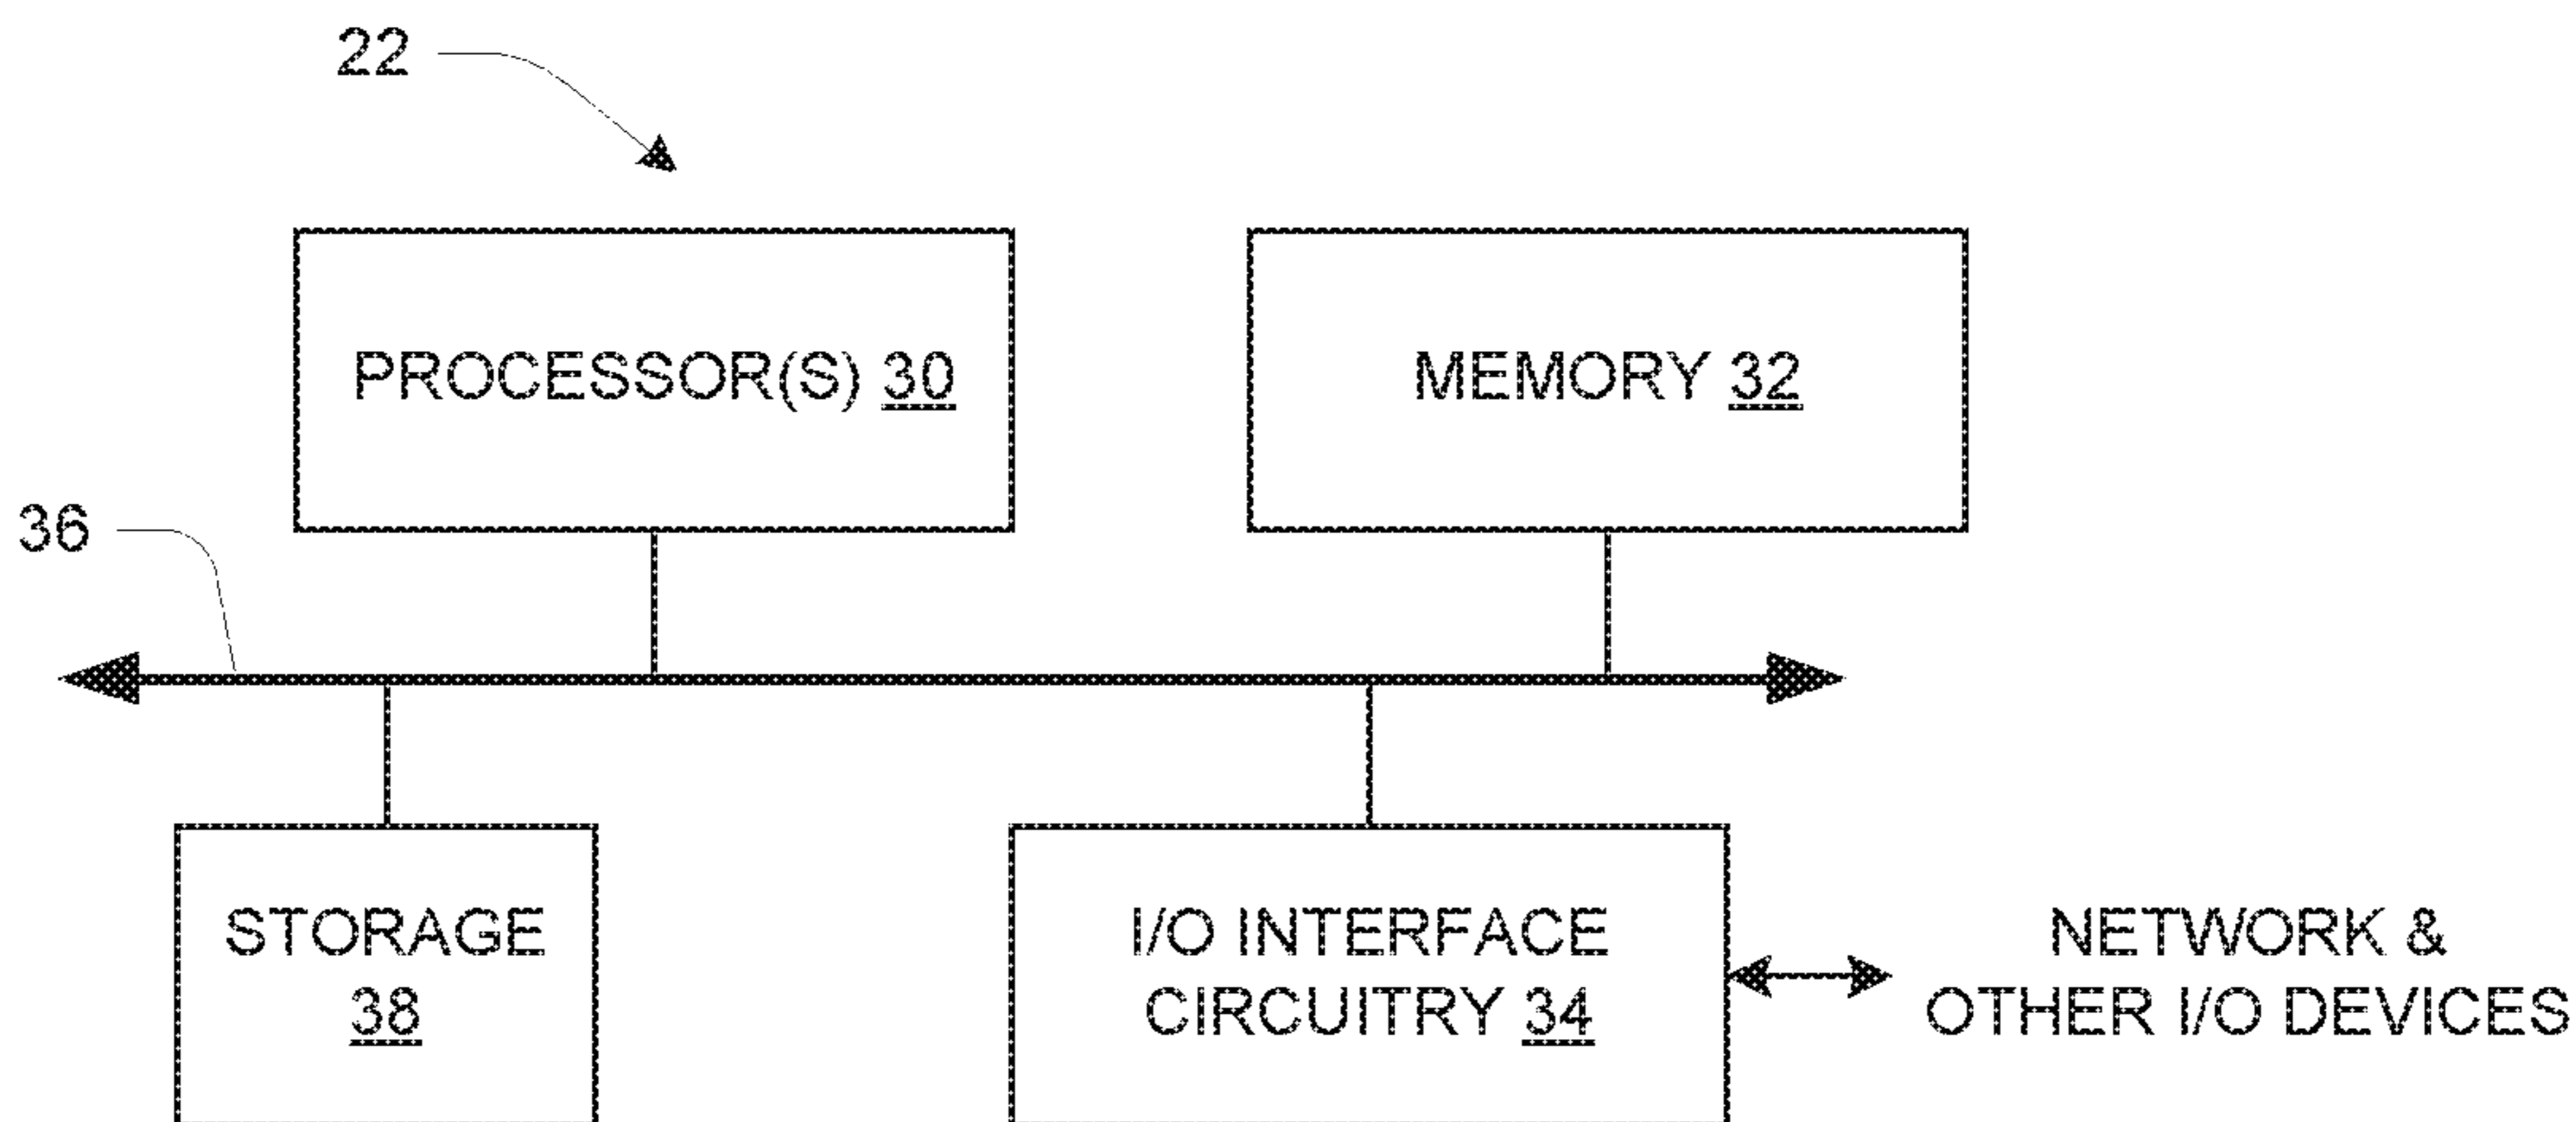 22
PROCESSOR(S) 30
MEMORY 32
36
STORAGE
38
I/O INTERFACE
CIRCUITRY 34
NETWORK &
OTHER I/O DEVICES